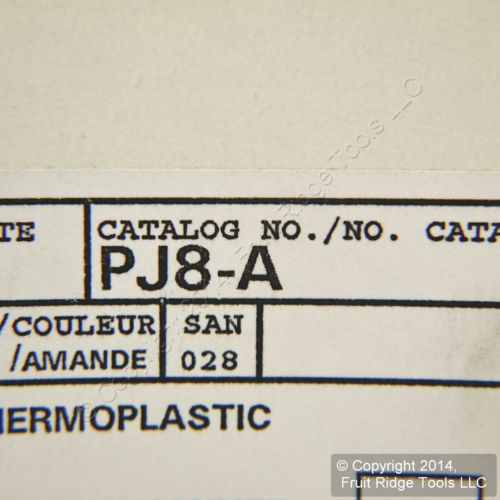 TE CATALOG NO./NO. CATA
PJ8-A
/COULEUR SAN
/AMANDE 028
HERMOPLASTIC
© Copyright 2014,
Fruit Ridge Tools LLC